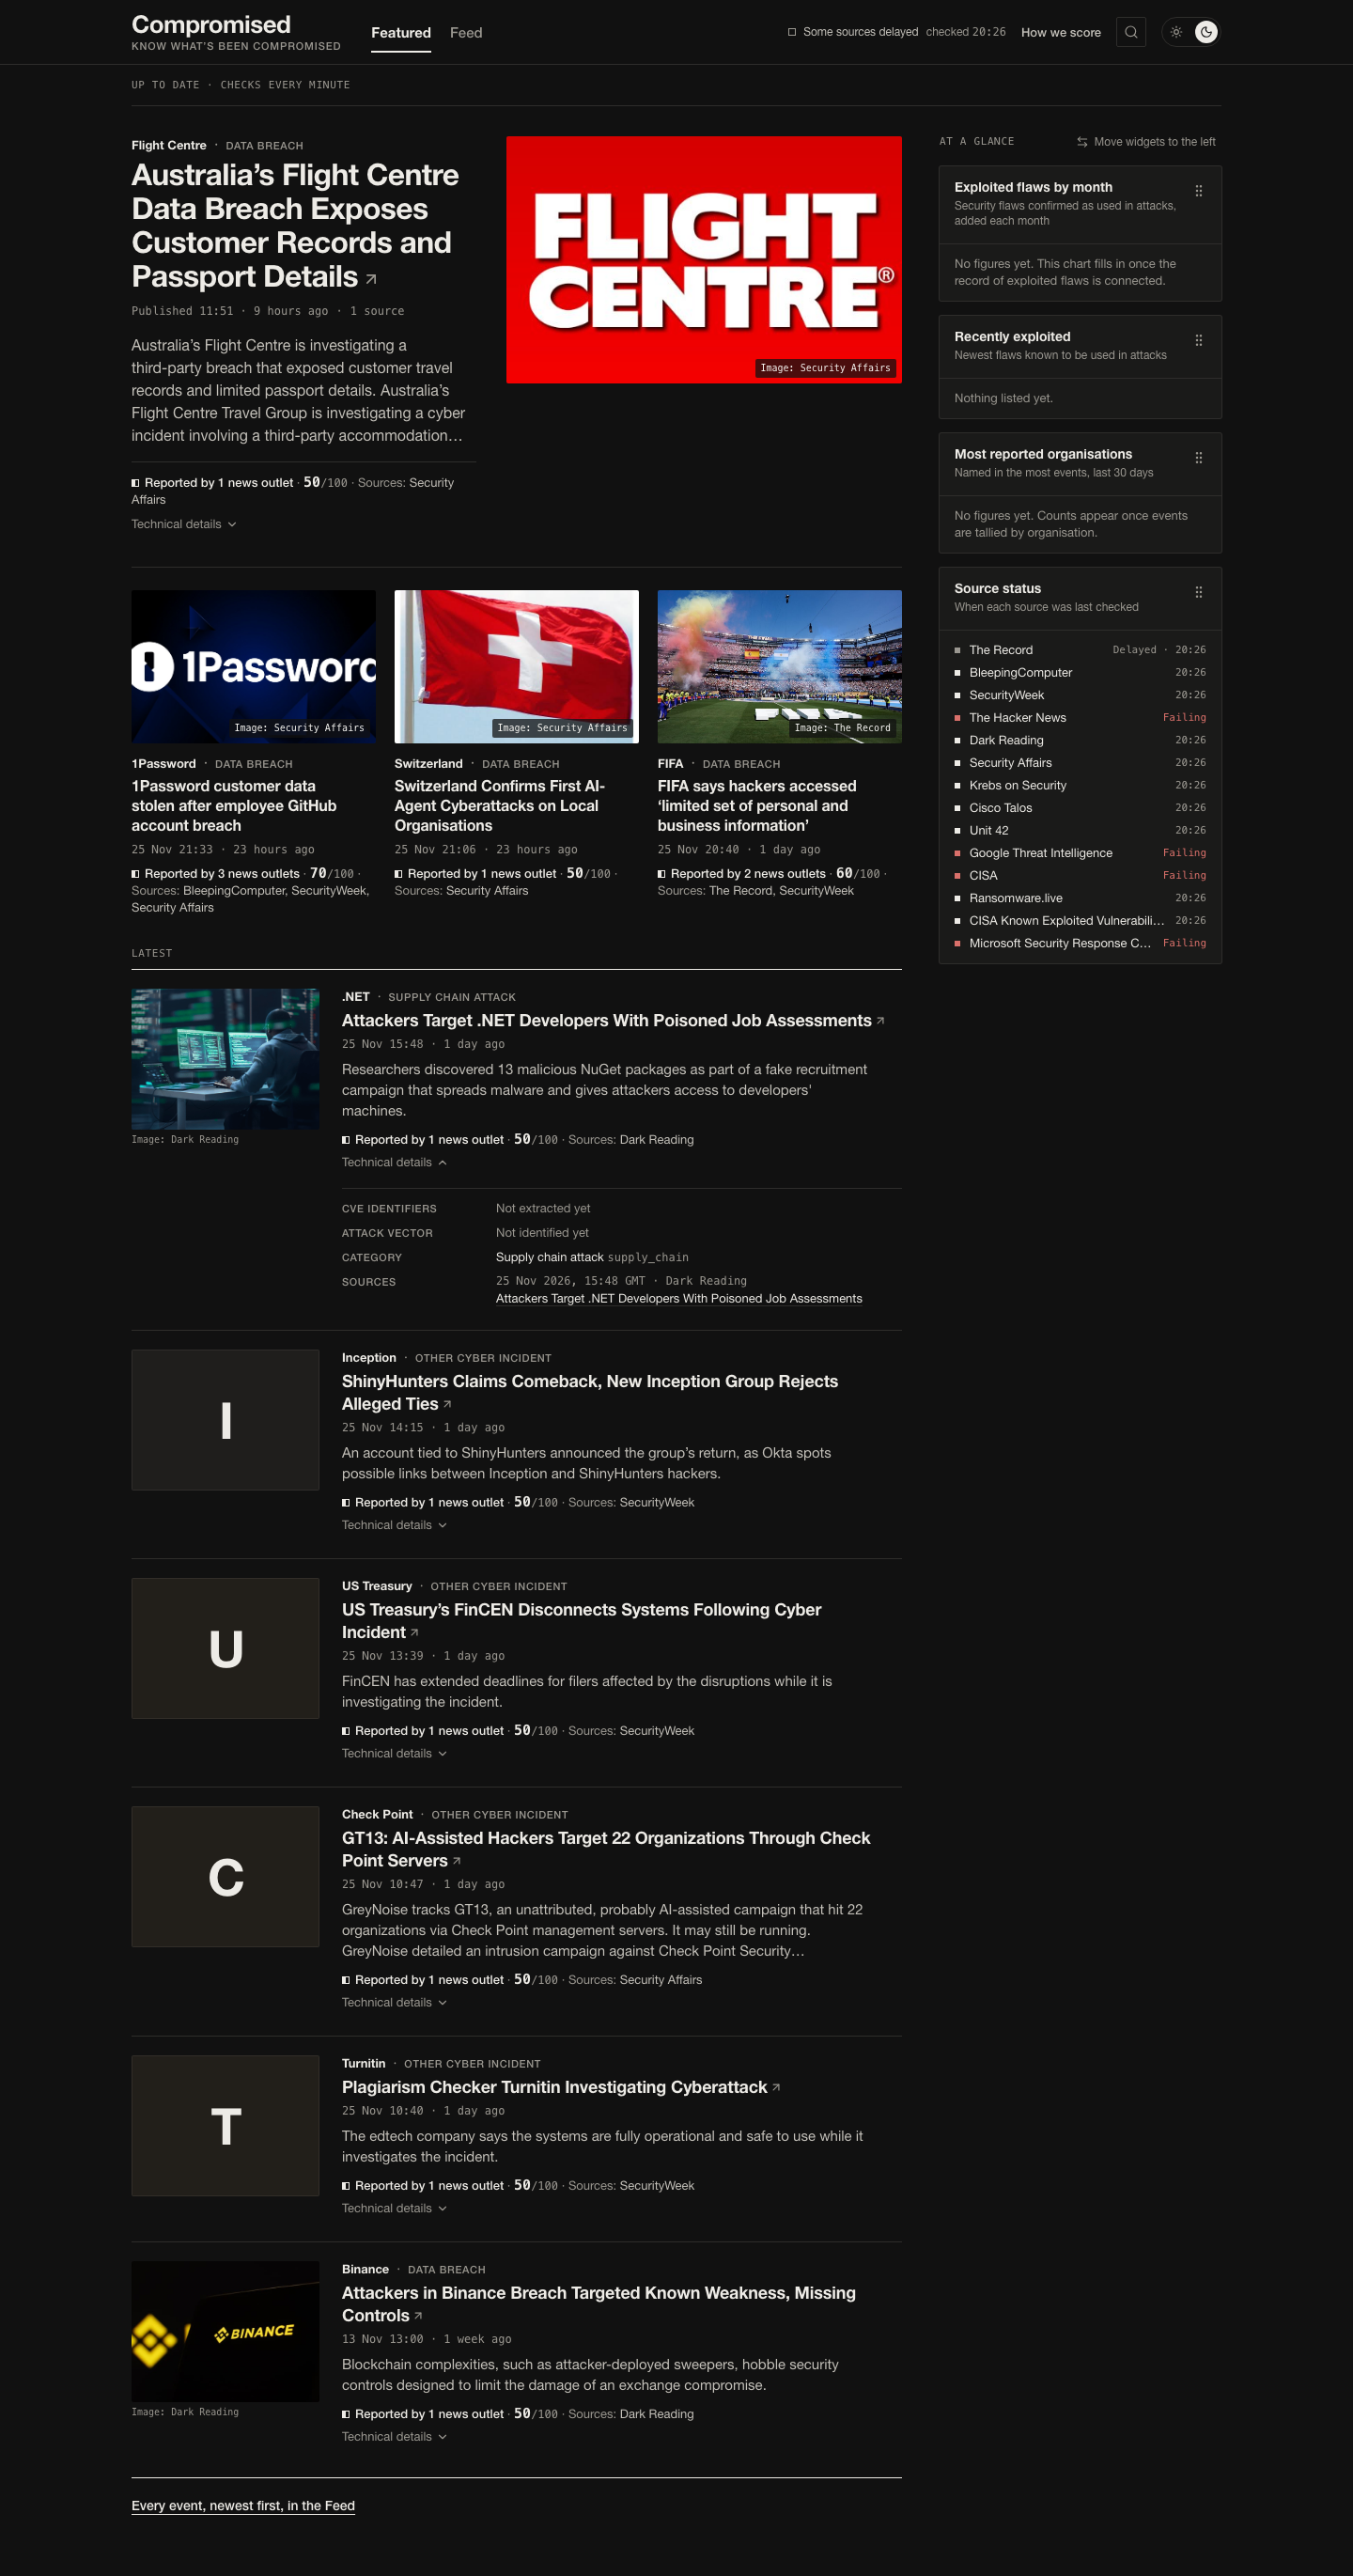 Compromised
KNOW WHAT'S BEEN COMPROMISED
Featured
Feed
Some sources delayed checked 20:26
How we score
UP TO DATE · CHECKS EVERY MINUTE
Flight Centre · DATA BREACH
Australia’s Flight Centre
Data Breach Exposes
Customer Records and
Passport Details
Published 11:51 · 9 hours ago · 1 source
Australia’s Flight Centre is investigating a
third-party breach that exposed customer travel
records and limited passport details. Australia’s
Flight Centre Travel Group is investigating a cyber
incident involving a third-party accommodation…
Reported by 1 news outlet · 50/100 · Sources: Security
Affairs
Technical details
FLIGHT
CENTRE®
Image: Security Affairs
1Password
Image: Security Affairs
1Password · DATA BREACH
1Password customer data
stolen after employee GitHub
account breach
25 Nov 21:33 · 23 hours ago
Reported by 3 news outlets · 70/100 ·
Sources: BleepingComputer, SecurityWeek,
Security Affairs
Image: Security Affairs
Switzerland · DATA BREACH
Switzerland Confirms First AI-
Agent Cyberattacks on Local
Organisations
25 Nov 21:06 · 23 hours ago
Reported by 1 news outlet · 50/100 ·
Sources: Security Affairs
Image: The Record
FIFA · DATA BREACH
FIFA says hackers accessed
‘limited set of personal and
business information’
25 Nov 20:40 · 1 day ago
Reported by 2 news outlets · 60/100 ·
Sources: The Record, SecurityWeek
LATEST
Image: Dark Reading
.NET · SUPPLY CHAIN ATTACK
Attackers Target .NET Developers With Poisoned Job Assessments
25 Nov 15:48 · 1 day ago
Researchers discovered 13 malicious NuGet packages as part of a fake recruitment
campaign that spreads malware and gives attackers access to developers'
machines.
Reported by 1 news outlet · 50/100 · Sources: Dark Reading
Technical details
CVE IDENTIFIERS Not extracted yet
ATTACK VECTOR Not identified yet
CATEGORY Supply chain attack supply_chain
SOURCES 25 Nov 2026, 15:48 GMT · Dark Reading
Attackers Target .NET Developers With Poisoned Job Assessments
I
Inception · OTHER CYBER INCIDENT
ShinyHunters Claims Comeback, New Inception Group Rejects
Alleged Ties
25 Nov 14:15 · 1 day ago
An account tied to ShinyHunters announced the group’s return, as Okta spots
possible links between Inception and ShinyHunters hackers.
Reported by 1 news outlet · 50/100 · Sources: SecurityWeek
Technical details
U
US Treasury · OTHER CYBER INCIDENT
US Treasury’s FinCEN Disconnects Systems Following Cyber
Incident
25 Nov 13:39 · 1 day ago
FinCEN has extended deadlines for filers affected by the disruptions while it is
investigating the incident.
Reported by 1 news outlet · 50/100 · Sources: SecurityWeek
Technical details
C
Check Point · OTHER CYBER INCIDENT
GT13: AI-Assisted Hackers Target 22 Organizations Through Check
Point Servers
25 Nov 10:47 · 1 day ago
GreyNoise tracks GT13, an unattributed, probably AI-assisted campaign that hit 22
organizations via Check Point management servers. It may still be running.
GreyNoise detailed an intrusion campaign against Check Point Security…
Reported by 1 news outlet · 50/100 · Sources: Security Affairs
Technical details
T
Turnitin · OTHER CYBER INCIDENT
Plagiarism Checker Turnitin Investigating Cyberattack
25 Nov 10:40 · 1 day ago
The edtech company says the systems are fully operational and safe to use while it
investigates the incident.
Reported by 1 news outlet · 50/100 · Sources: SecurityWeek
Technical details
BINANCE
Image: Dark Reading
Binance · DATA BREACH
Attackers in Binance Breach Targeted Known Weakness, Missing
Controls
13 Nov 13:00 · 1 week ago
Blockchain complexities, such as attacker-deployed sweepers, hobble security
controls designed to limit the damage of an exchange compromise.
Reported by 1 news outlet · 50/100 · Sources: Dark Reading
Technical details
Every event, newest first, in the Feed
AT A GLANCE
Move widgets to the left
Exploited flaws by month
Security flaws confirmed as used in attacks,
added each month
No figures yet. This chart fills in once the
record of exploited flaws is connected.
Recently exploited
Newest flaws known to be used in attacks
Nothing listed yet.
Most reported organisations
Named in the most events, last 30 days
No figures yet. Counts appear once events
are tallied by organisation.
Source status
When each source was last checked
The Record Delayed · 20:26
BleepingComputer 20:26
SecurityWeek 20:26
The Hacker News Failing
Dark Reading 20:26
Security Affairs 20:26
Krebs on Security 20:26
Cisco Talos 20:26
Unit 42 20:26
Google Threat Intelligence Failing
CISA Failing
Ransomware.live 20:26
CISA Known Exploited Vulnerabili… 20:26
Microsoft Security Response C… Failing